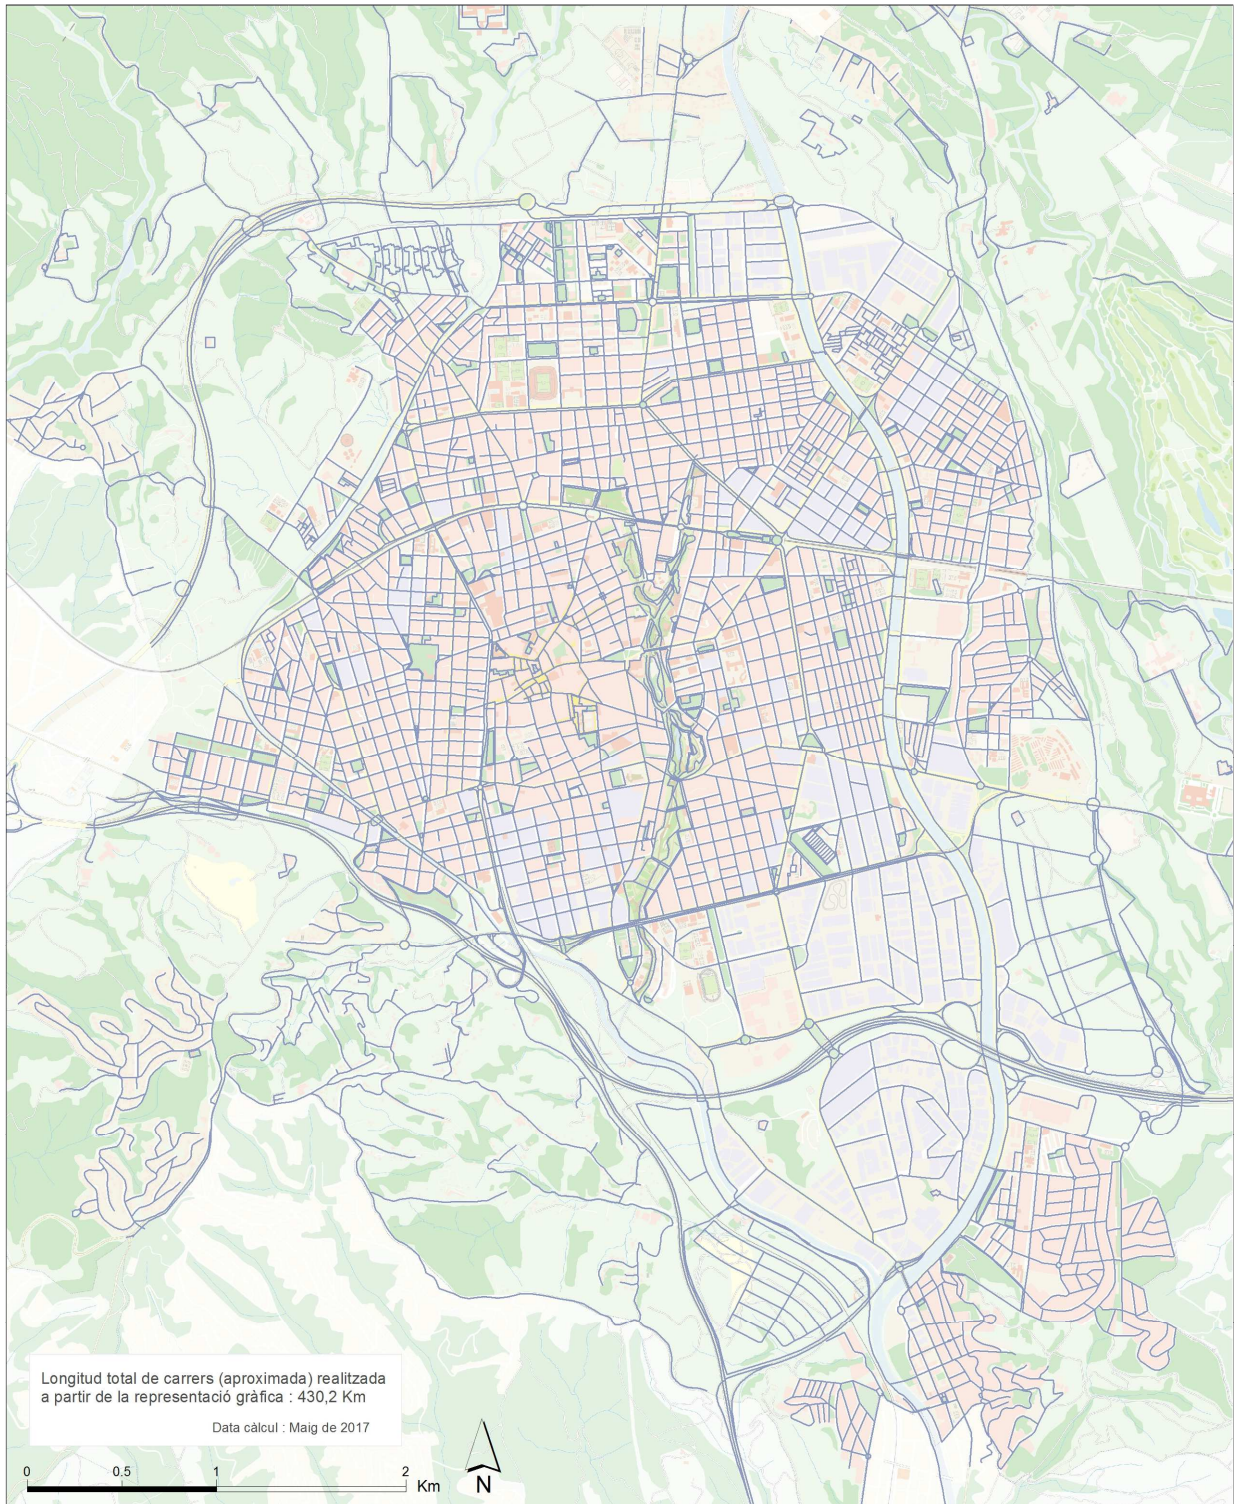 Longitud total de carrers (aproximada) realitzada
a partir de la representació gràfica : 430,2 Km
Data càlcul : Maig de 2017
0 0,5 1 2 Km
N